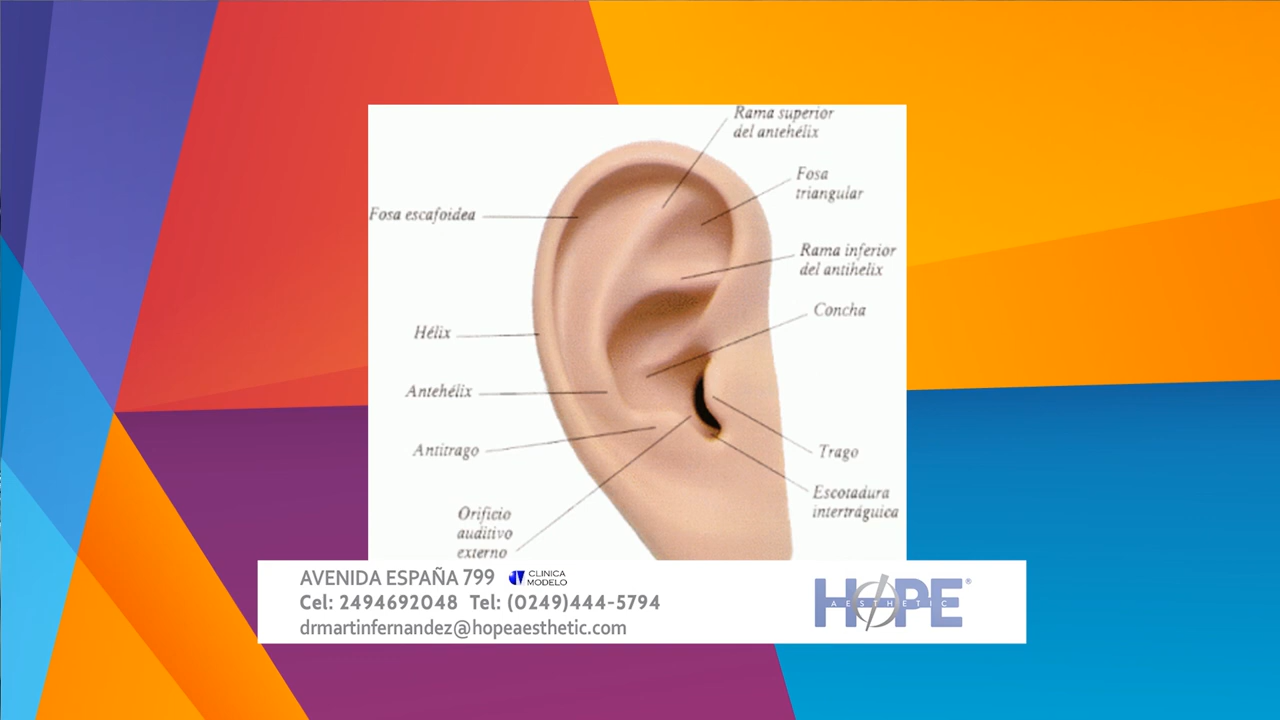 Rama superior
del antehélix
Fosa
triangular
Fosa escafoidea
Rama inferior
del antihelix
Concha
Hélix
Antehélix
Antitrago
Trago
Escotadura
intertráguica
Orificio
auditivo
externo
AVENIDA ESPAÑA 799 CLINICA
MODELO
Cel: 2494692048 Tel: (0249)444-5794
drmartinfernandez@hopeaesthetic.com
HOPE®
AESTHETIC